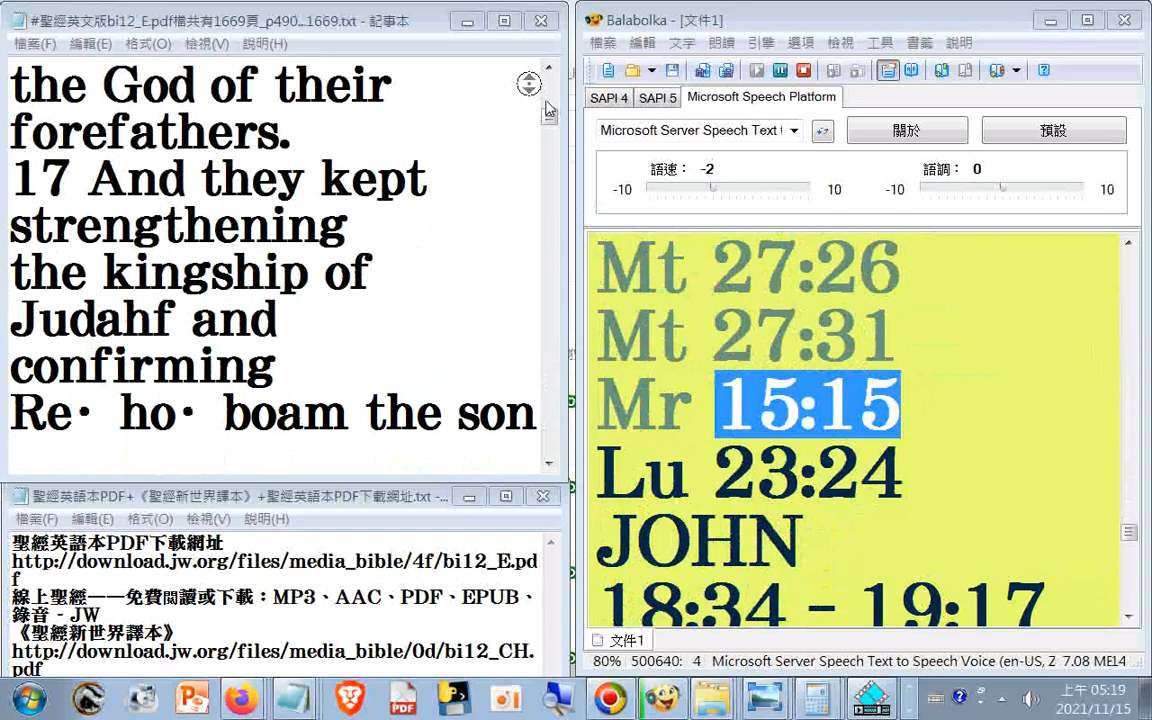 #聖經英文版bi12_E.pdf檔共有1669頁_p490...1669.txt - 記事本
檔案(F) 編輯(E) 格式(O) 檢視(V) 說明(H)
the God of their
forefathers.
17 And they kept
strengthening
the kingship of
Judahf and
confirming
Re· ho· boam the son
聖經英語本PDF+《聖經新世界譯本》+聖經英語本PDF下載網址.txt -...
檔案(F) 編輯(E) 格式(O) 檢視(V) 說明(H)
聖經英語本PDF下載網址
http://download.jw.org/files/media_bible/4f/bi12_E.pd
f
線上聖經——免費閱讀或下載：MP3、AAC、PDF、EPUB、
錄音 - JW
《聖經新世界譯本》
http://download.jw.org/files/media_bible/0d/bi12_CH.
pdf
Balabolka - [文件1]
檔案 編輯 文字 朗讀 引擎 選項 檢視 工具 書籤 說明
SAPI 4 SAPI 5 Microsoft Speech Platform
Microsoft Server Speech Text 關於 預設
語速： -2 語調： 0
-10 10 -10 10
Mt 27:26
Mt 27:31
Mr 15:15
Lu 23:24
JOHN
18:34 – 19:17
文件1
80% 500640: 4 Microsoft Server Speech Text to Speech Voice (en-US, Z 7.08 ME14
PDF
上午 05:19
2021/11/15